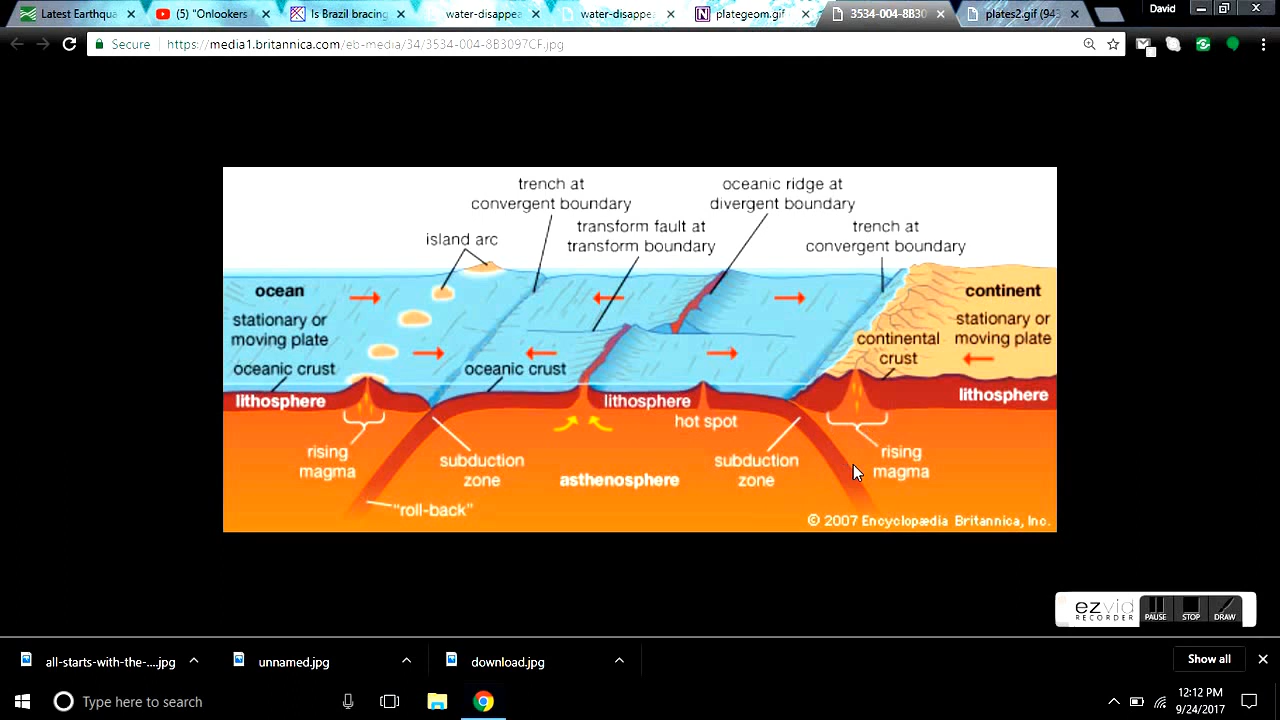 Latest Earthqua
(5) "Onlookers
Is Brazil bracing
water-disappea
water-disappea
plategeom.gif
3534-004-8B30
plates2.gif (943
David
Secure
https://media1.britannica.com/eb-media/34/3534-004-8B3097CF.jpg
trench at
convergent boundary
oceanic ridge at
divergent boundary
transform fault at
transform boundary
trench at
convergent boundary
island arc
ocean
stationary or
moving plate
oceanic crust
oceanic crust
continent
stationary or
moving plate
continental
crust
lithosphere
lithosphere
lithosphere
hot spot
rising
magma
subduction
zone
asthenosphere
subduction
zone
rising
magma
"roll-back"
© 2007 Encyclopædia Britannica, Inc.
ezvid
RECORDER
PAUSE
STOP
DRAW
all-starts-with-the-....jpg
unnamed.jpg
download.jpg
Show all
Type here to search
12:12 PM
9/24/2017